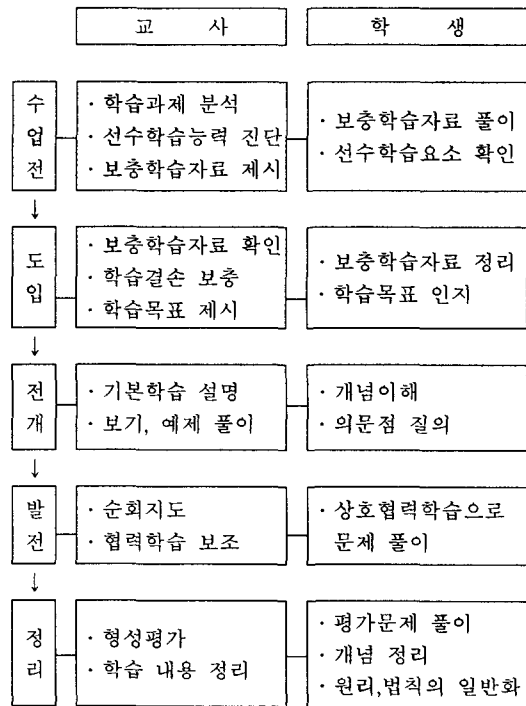 교 사
학 생
수업전
· 학습과제 분석
· 선수학습능력 진단
· 보충학습자료 제시
· 보충학습자료 풀이
· 선수학습요소 확인
↓
도입
· 보충학습자료 확인
· 학습결손 보충
· 학습목표 제시
· 보충학습자료 정리
· 학습목표 인지
↓
전개
· 기본학습 설명
· 보기, 예제 풀이
· 개념이해
· 의문점 질의
↓
발전
· 순회지도
· 협력학습 보조
· 상호협력학습으로
문제 풀이
↓
정리
· 형성평가
· 학습 내용 정리
· 평가문제 풀이
· 개념 정리
· 원리,법칙의 일반화